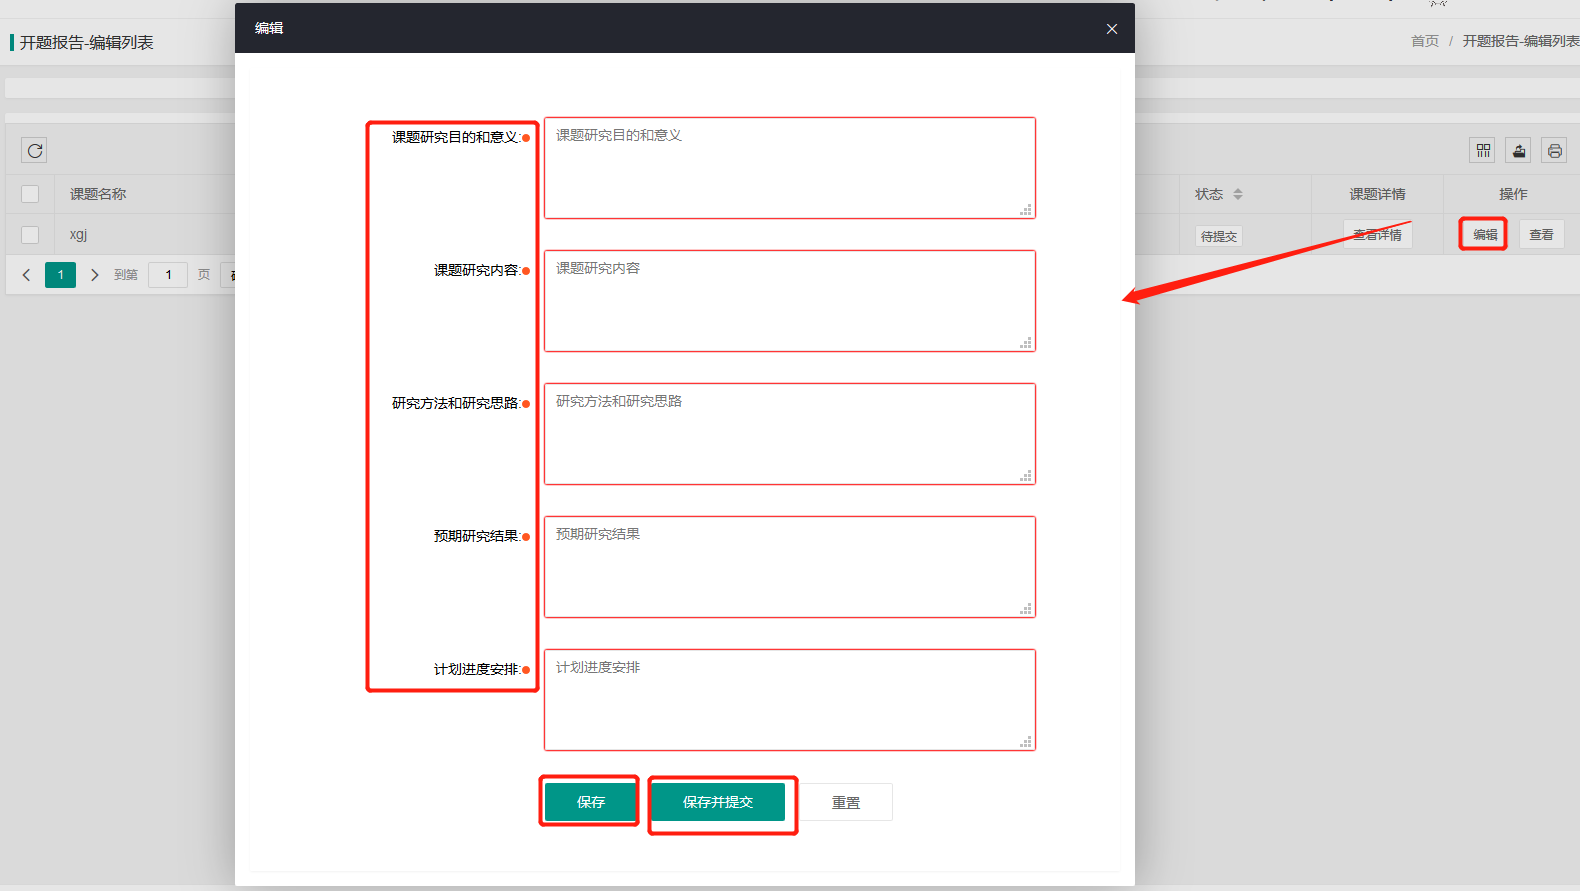 编辑
开题报告-编辑列表
首页 / 开题报告-编辑列表
课题研究目的和意义:
课题研究目的和意义
课题名称
状态
课题详情
操作
xgj
待提交
查看详情
编辑
查看
课题研究内容:
课题研究内容
1
到第
1
页
研究方法和研究思路:
研究方法和研究思路
预期研究结果:
预期研究结果
计划进度安排:
计划进度安排
保存
保存并提交
重置